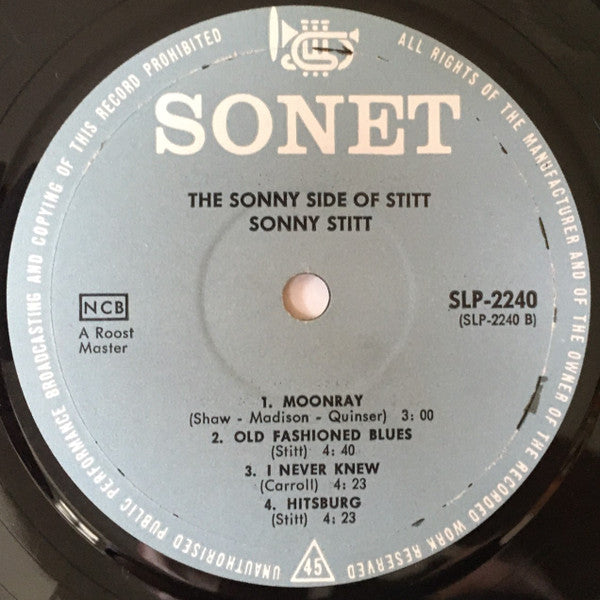 UNAUTHORISED PUBLIC PERFORMANCE BROADCASTING AND COPYING OF THIS RECORD PROHIBITED
ALL RIGHTS OF THE MANUFACTURER AND OF THE OWNER OF THE RECORDED WORK RESERVED
SONET
THE SONNY SIDE OF STITT
SONNY STITT
NCB
A Roost
Master
SLP-2240
(SLP-2240 B)
1. MOONRAY
(Shaw - Madison - Quinser) 3:00
2. OLD FASHIONED BLUES
(Stitt) 4:40
3. I NEVER KNEW
(Carroll) 4:23
4. HITSBURG
(Stitt) 4:23
45